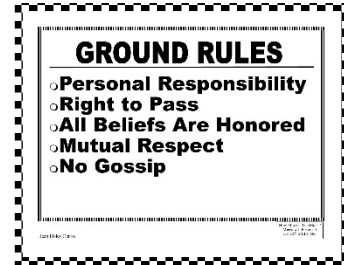 GROUND RULES
Personal Responsibility
Right to Pass
All Beliefs Are Honored
Mutual Respect
No Gossip